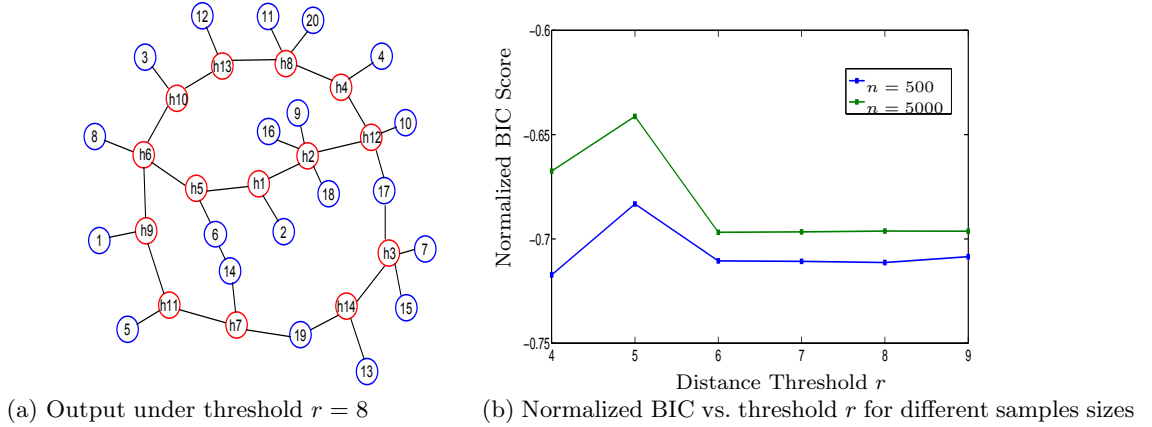 12
11
20
3
h13
h8
4
h10
h4
9
16
10
h12
8
h6
h2
h5
h1
18
17
6
2
1
h9
h3
7
14
h11
h14
15
5
h7
19
13
(a) Output under threshold r = 8
−0.6
n = 500
n = 5000
−0.65
−0.7
−0.75
Normalized BIC Score
4 5 6 7 8 9
Distance Threshold r
(b) Normalized BIC vs. threshold r for different samples sizes